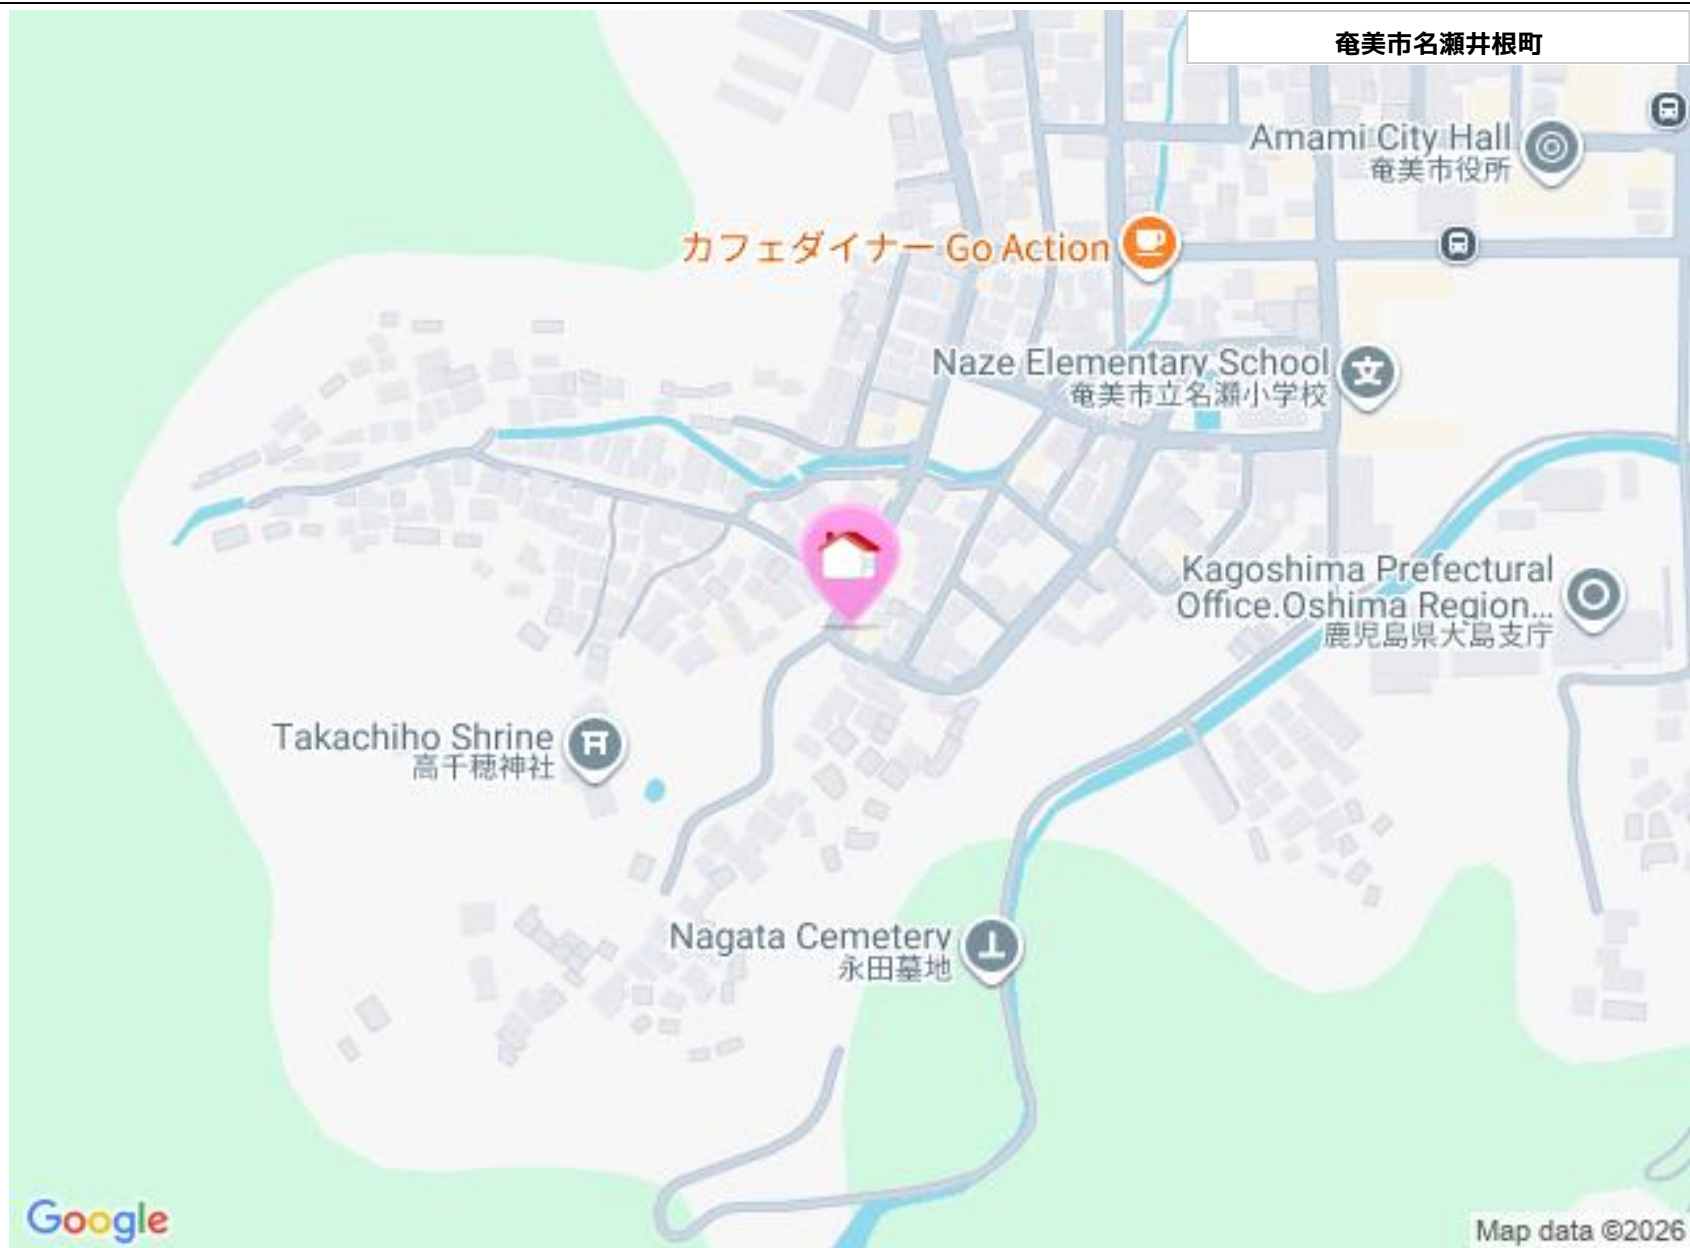 奄美市名瀬井根町
Amami City Hall
奄美市役所
カフェダイナー Go Action
Naze Elementary School
奄美市立名瀬小学校
Kagoshima Prefectural
Office.Oshima Region...
鹿児島県大島支庁
Takachiho Shrine
高千穂神社
Nagata Cemetery
永田墓地
Google
Map data ©2026